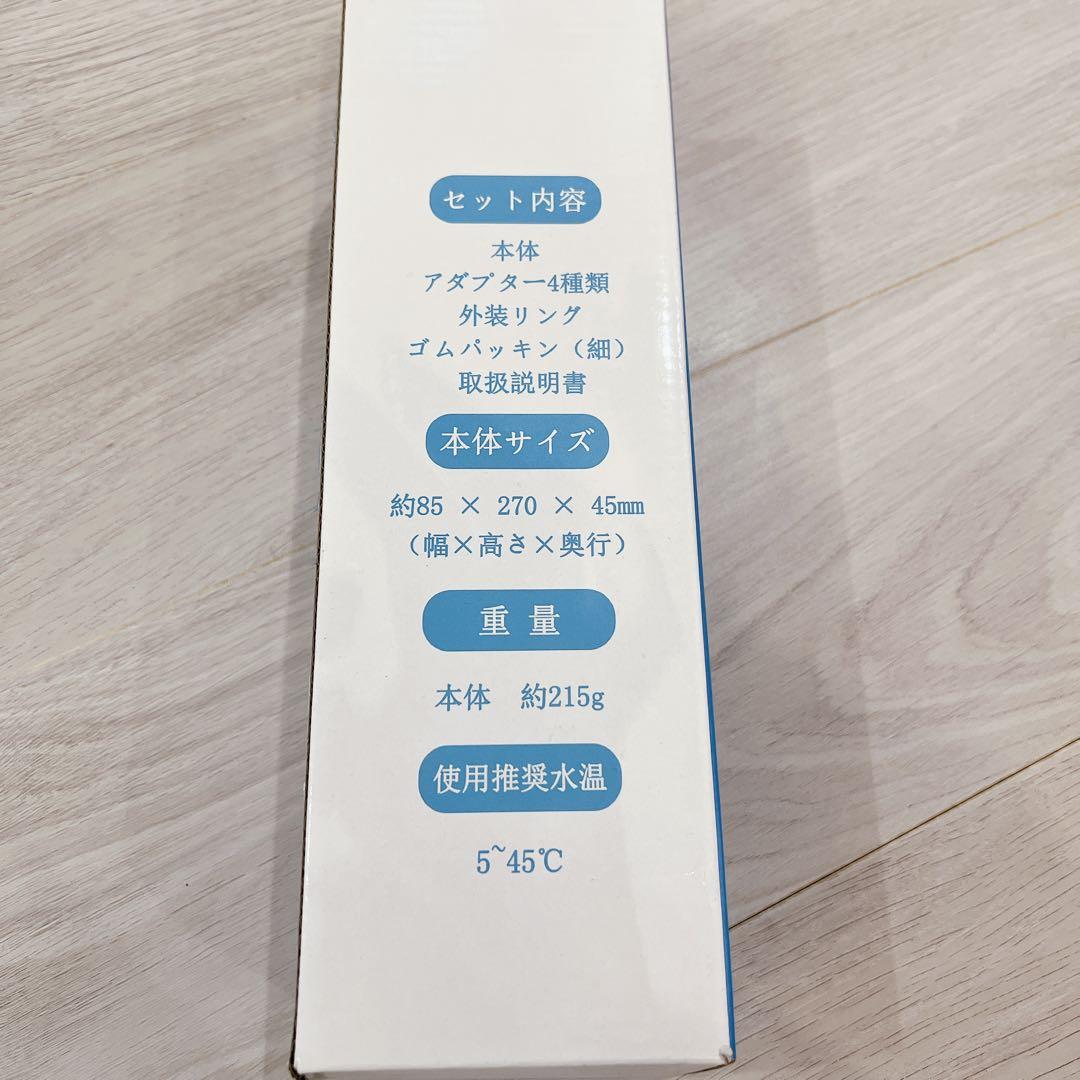 セット内容
本体
アダプター4種類
外装リング
ゴムパッキン（細）
取扱説明書
本体サイズ
約85 × 270 × 45mm
（幅×高さ×奥行）
重 量
本体　約215g
使用推奨水温
5~45℃